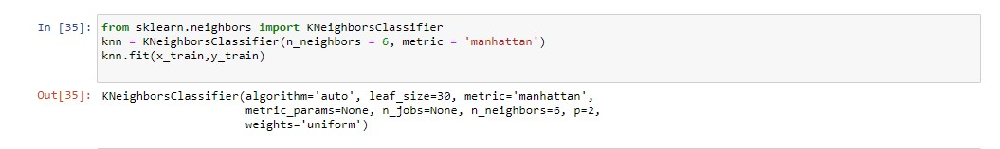 In [35]: from sklearn.neighbors import KNeighborsClassifier
knn = KNeighborsClassifier(n_neighbors = 6, metric = 'manhattan')
knn.fit(x_train,y_train)
Out[35]: KNeighborsClassifier(algorithm='auto', leaf_size=30, metric='manhattan',
metric_params=None, n_jobs=None, n_neighbors=6, p=2,
weights='uniform')